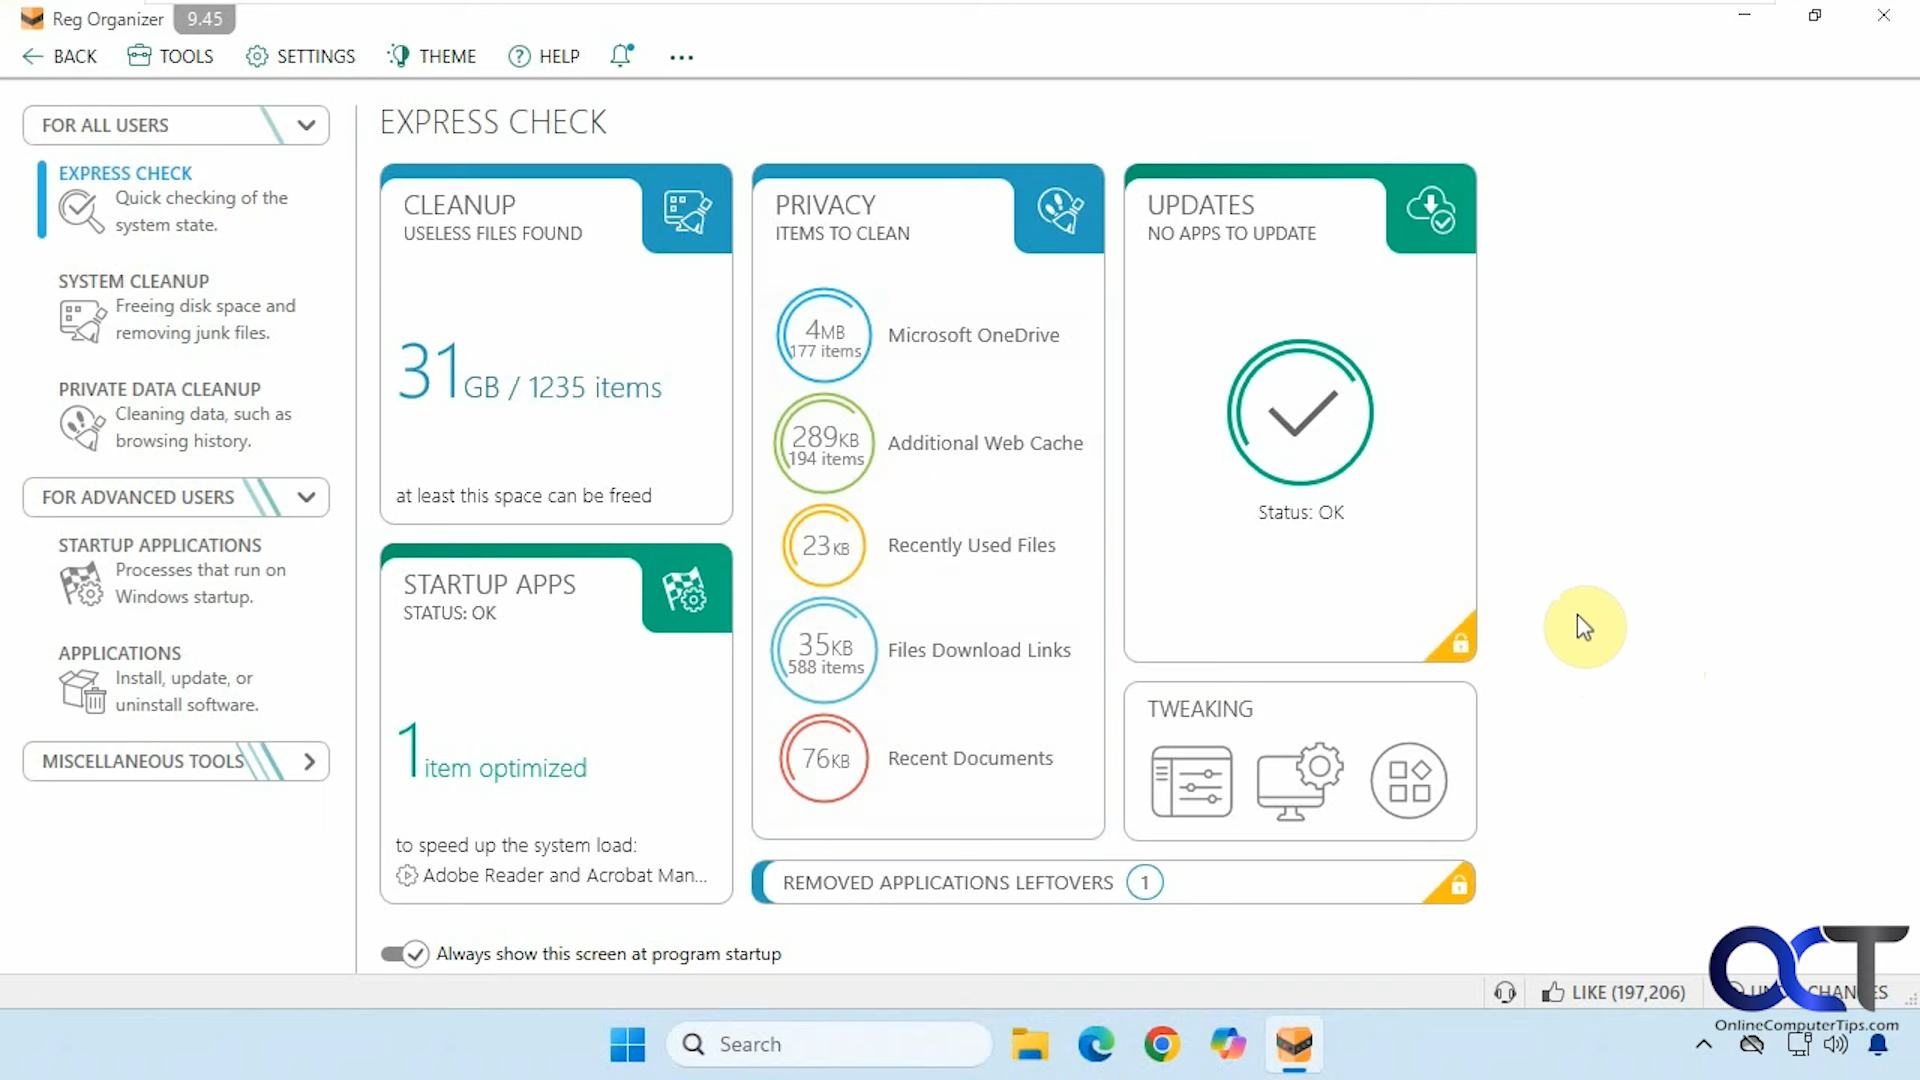 Reg Organizer 9.45
BACK TOOLS SETTINGS THEME HELP
FOR ALL USERS
EXPRESS CHECK
Quick checking of the
system state.
SYSTEM CLEANUP
Freeing disk space and
removing junk files.
PRIVATE DATA CLEANUP
Cleaning data, such as
browsing history.
FOR ADVANCED USERS
STARTUP APPLICATIONS
Processes that run on
Windows startup.
APPLICATIONS
Install, update, or
uninstall software.
MISCELLANEOUS TOOLS
EXPRESS CHECK
CLEANUP
USELESS FILES FOUND
31 GB / 1235 items
at least this space can be freed
STARTUP APPS
STATUS: OK
1 item optimized
to speed up the system load:
Adobe Reader and Acrobat Man...
PRIVACY
ITEMS TO CLEAN
4MB
177 items
Microsoft OneDrive
289KB
194 items
Additional Web Cache
23KB
Recently Used Files
35KB
588 items
Files Download Links
76KB
Recent Documents
UPDATES
NO APPS TO UPDATE
Status: OK
TWEAKING
REMOVED APPLICATIONS LEFTOVERS 1
Always show this screen at program startup
LIKE (197,206)
OCT
OnlineComputerTips.com
Search